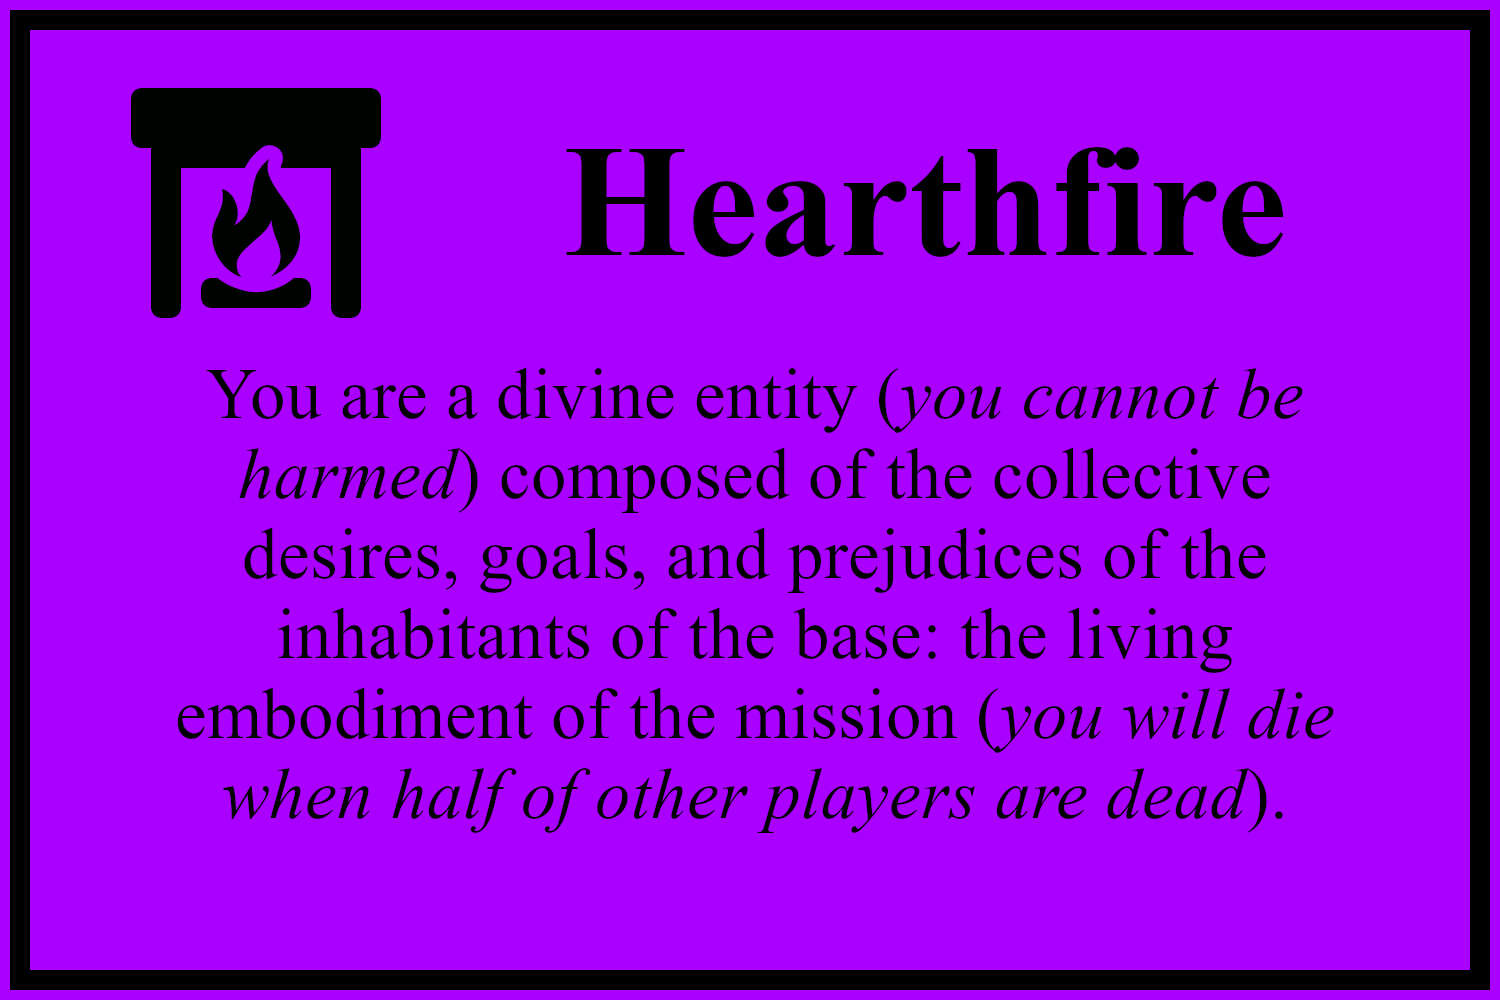 Hearthfire
You are a divine entity (you cannot be
harmed) composed of the collective
desires, goals, and prejudices of the
inhabitants of the base: the living
embodiment of the mission (you will die
when half of other players are dead).